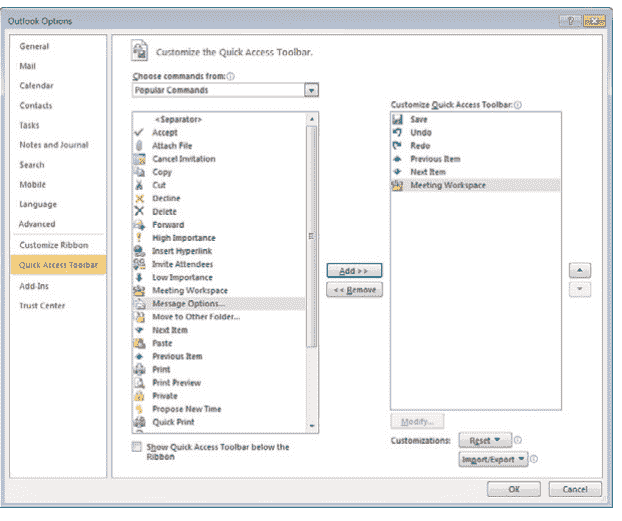 Outlook Options
General
Mail
Calendar
Contacts
Tasks
Notes and Journal
Search
Mobile
Language
Advanced
Customize Ribbon
Quick Access Toolbar
Add-Ins
Trust Center
Customize the Quick Access Toolbar.
Choose commands from:
Popular Commands
<Separator>
Accept
Attach File
Cancel Invitation
Copy
Cut
Decline
Delete
Forward
High Importance
Insert Hyperlink
Invite Attendees
Low Importance
Meeting Workspace
Message Options...
Move to Other Folder...
Next Item
Paste
Previous Item
Print
Print Preview
Private
Propose New Time
Quick Print
Show Quick Access Toolbar below the
Ribbon
Add >>
<< Remove
Customize Quick Access Toolbar:
Save
Undo
Redo
Previous Item
Next Item
Meeting Workspace
Modify...
Customizations:
Reset
Import/Export
OK
Cancel